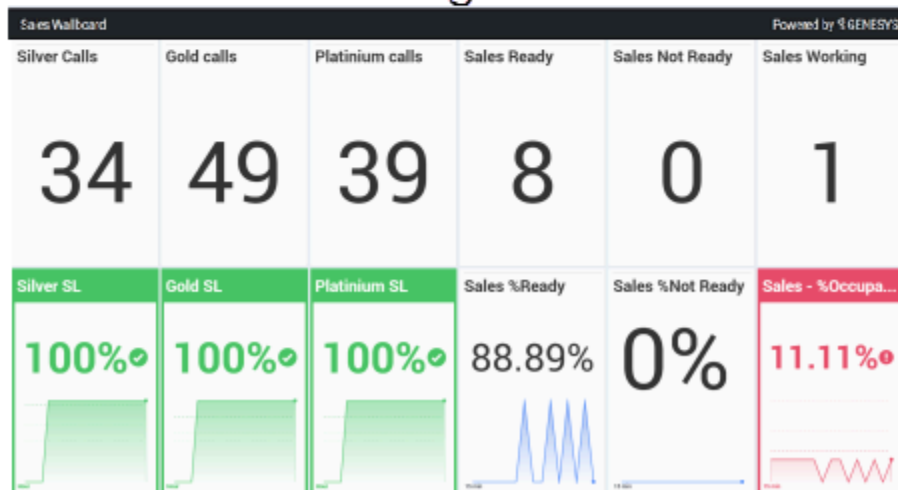 Sales Wallboard
Powered by GENESYS
Silver Calls
Gold calls
Platinium calls
Sales Ready
Sales Not Ready
Sales Working
34
49
39
8
0
1
Silver SL
Gold SL
Platinium SL
Sales %Ready
Sales %Not Ready
Sales - %Occupa...
100%
100%
100%
88.89%
0%
11.11%